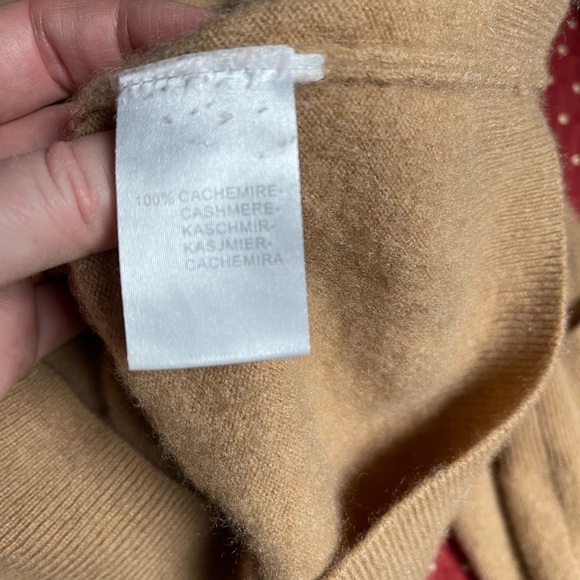 100% CACHEMIRE-
CASHMERE-
KASCHMIR-
KASJMIER-
CACHEMIRA